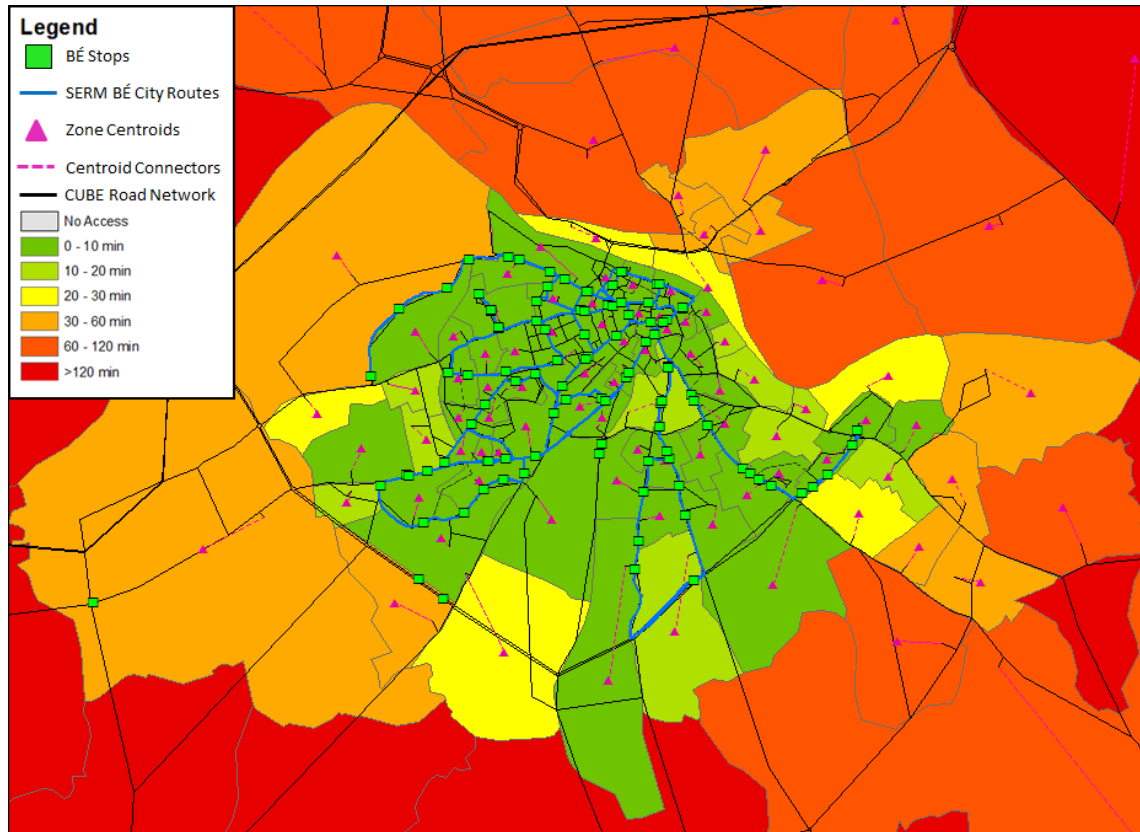 Legend
BÉ Stops
SERM BÉ City Routes
Zone Centroids
Centroid Connectors
CUBE Road Network
No Access
0 - 10 min
10 - 20 min
20 - 30 min
30 - 60 min
60 - 120 min
>120 min